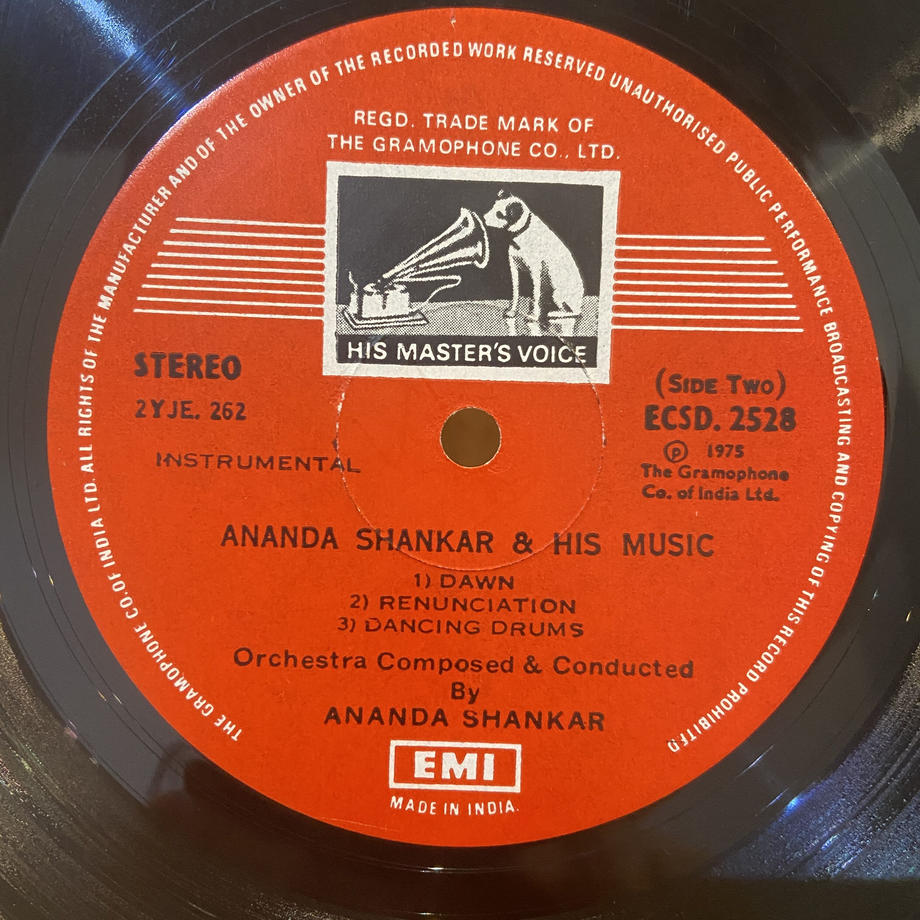 THE GRAMOPHONE CO. OF INDIA LTD. ALL RIGHTS OF THE MANUFACTURER AND OF THE OWNER OF THE RECORDED WORK RESERVED UNAUTHORISED PUBLIC PERFORMANCE BROADCASTING AND COPYING OF THIS RECORD PROHIBITED
REGD. TRADE MARK OF
THE GRAMOPHONE CO., LTD.
HIS MASTER'S VOICE
STEREO
2YJE. 262
INSTRUMENTAL
(SIDE TWO)
ECSD. 2528
℗ 1975
The Gramophone
Co. of India Ltd.
ANANDA SHANKAR & HIS MUSIC
1) DAWN
2) RENUNCIATION
3) DANCING DRUMS
Orchestra Composed & Conducted
By
ANANDA SHANKAR
EMI
MADE IN INDIA.